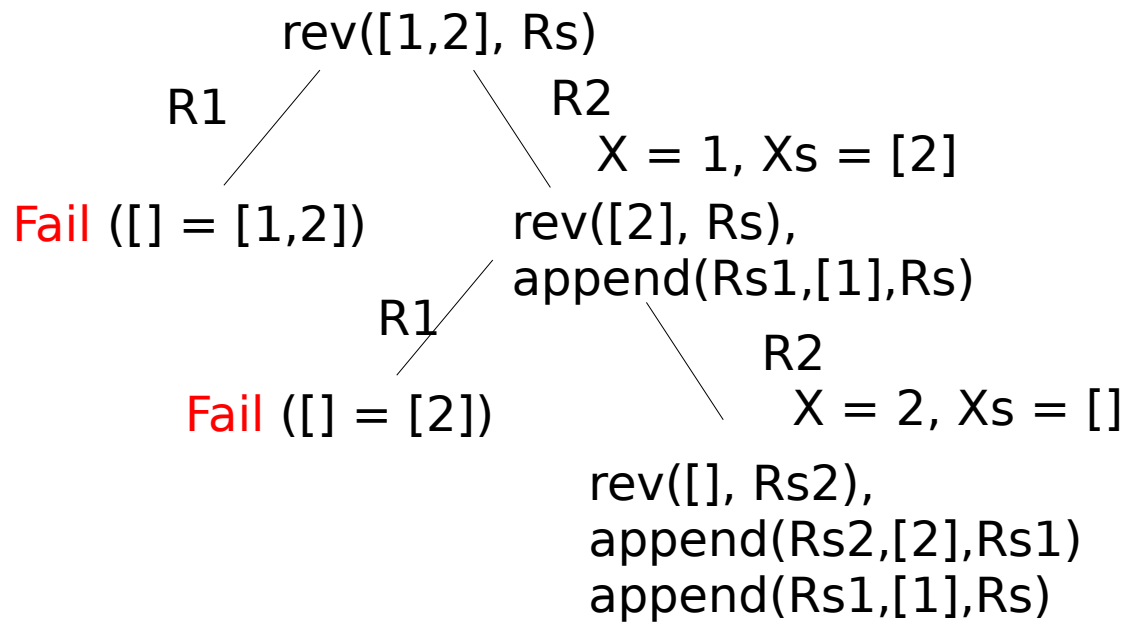 rev([1,2], Rs)
R1
R2
X = 1, Xs = [2]
Fail ([] = [1,2])
rev([2], Rs),
append(Rs1,[1],Rs)
R1
R2
X = 2, Xs = []
Fail ([] = [2])
rev([], Rs2),
append(Rs2,[2],Rs1)
append(Rs1,[1],Rs)